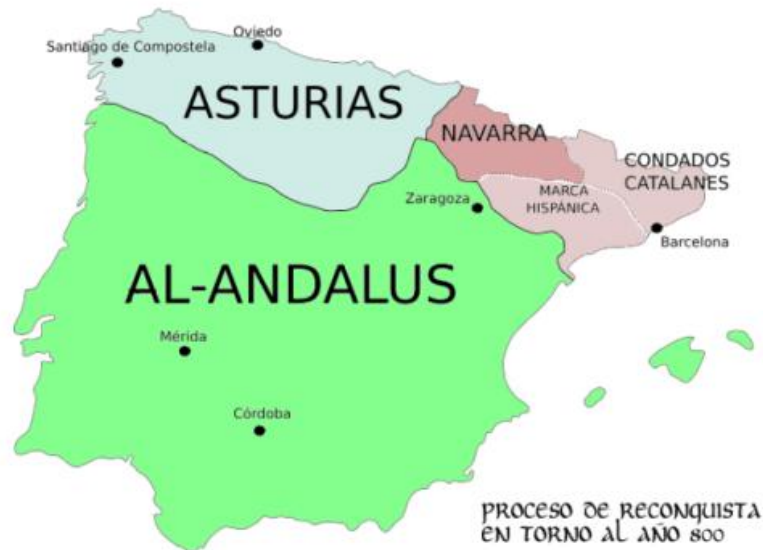 Oviedo
Santiago de Compostela
ASTURIAS
NAVARRA
CONDADOS
CATALANES
MARCA
HISPÁNICA
Zaragoza
Barcelona
AL-ANDALUS
Mérida
Córdoba
PROCESO DE RECONQUISTA
EN TORNO AL AÑO 800